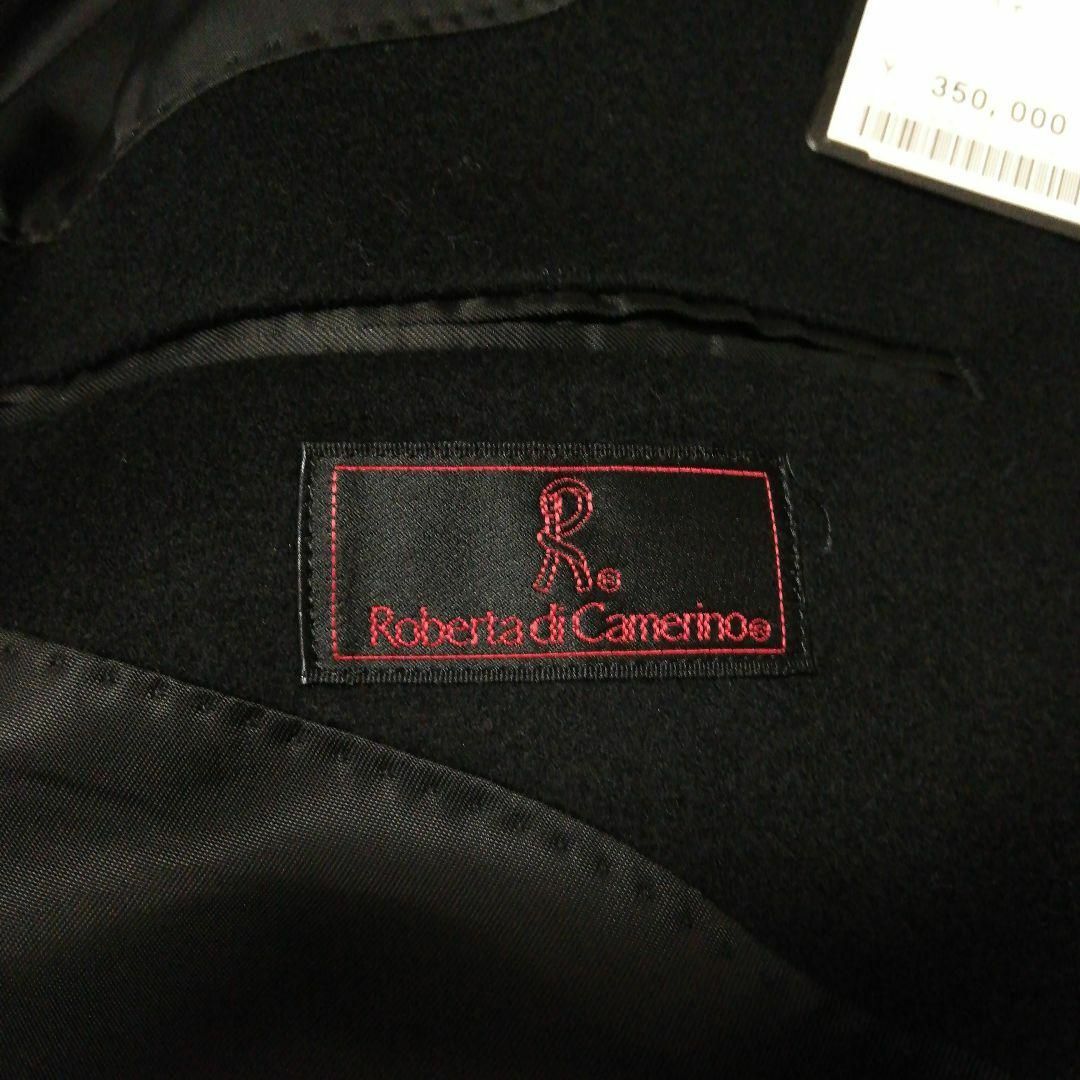 ¥ 350,000
R®
Roberta di Camerino®